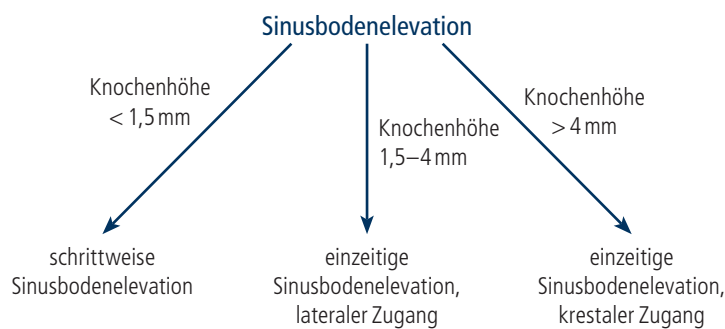 Sinusbodenelevation
Knochenhöhe
< 1,5 mm
Knochenhöhe
1,5–4 mm
Knochenhöhe
> 4 mm
schrittweise
Sinusbodenelevation
einzeitige
Sinusbodenelevation,
lateraler Zugang
einzeitige
Sinusbodenelevation,
krestaler Zugang